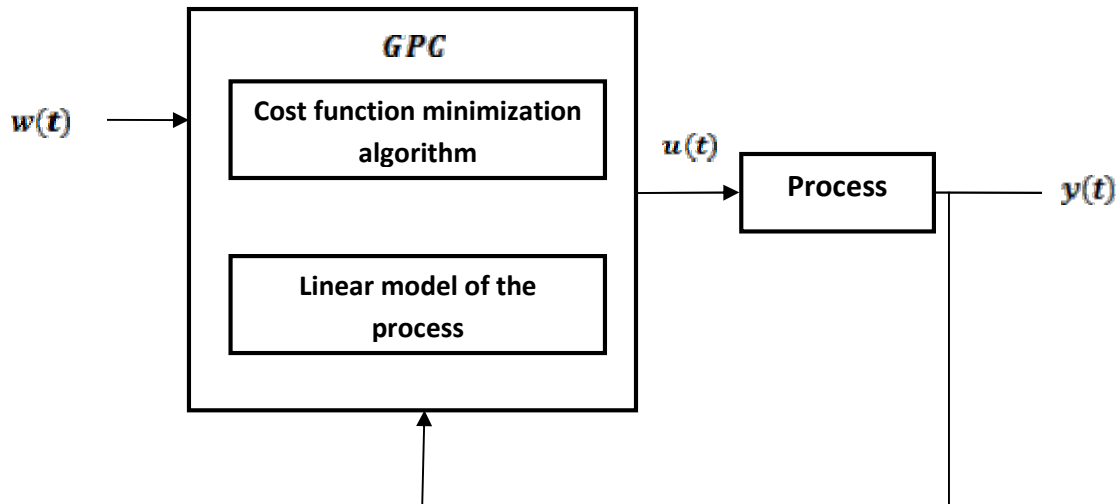 GPC
Cost function minimization
algorithm
w(t)
u(t)
Process
y(t)
Linear model of the
process